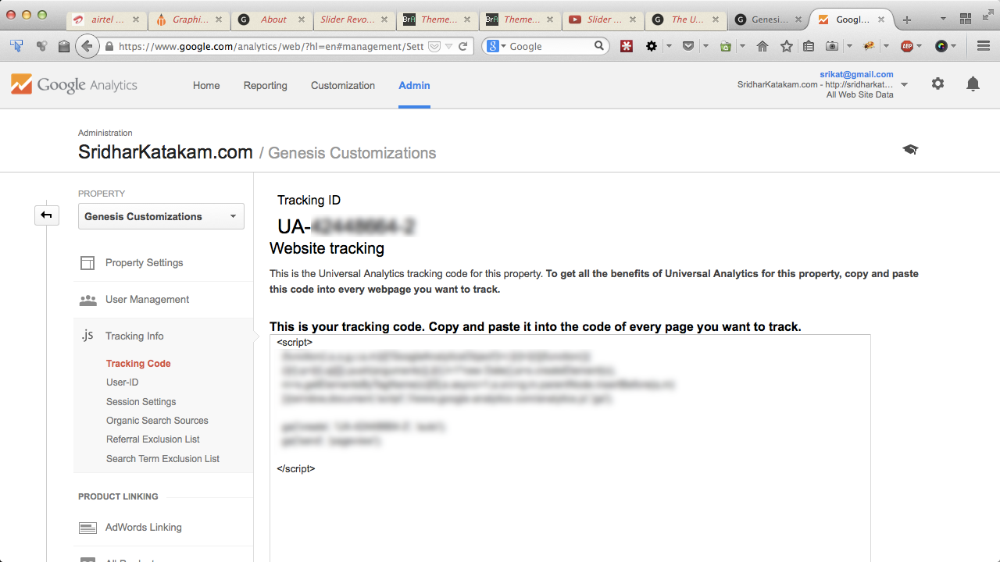 airtel ...
Graphi...
About
Slider Revo...
Theme...
Theme...
Slider ...
The U...
Genesi...
Googl...
https://www.google.com/analytics/web/?hl=en#management/Sett
Google
Google Analytics
Home
Reporting
Customization
Admin
srikat@gmail.com
SridharKatakam.com - http://sridharkat...
All Web Site Data
Administration
SridharKatakam.com / Genesis Customizations
PROPERTY
Genesis Customizations
Property Settings
User Management
.js Tracking Info
Tracking Code
User-ID
Session Settings
Organic Search Sources
Referral Exclusion List
Search Term Exclusion List
PRODUCT LINKING
AdWords Linking
Tracking ID
UA-
Website tracking
This is the Universal Analytics tracking code for this property. To get all the benefits of Universal Analytics for this property, copy and paste
this code into every webpage you want to track.
This is your tracking code. Copy and paste it into the code of every page you want to track.
<script>
</script>